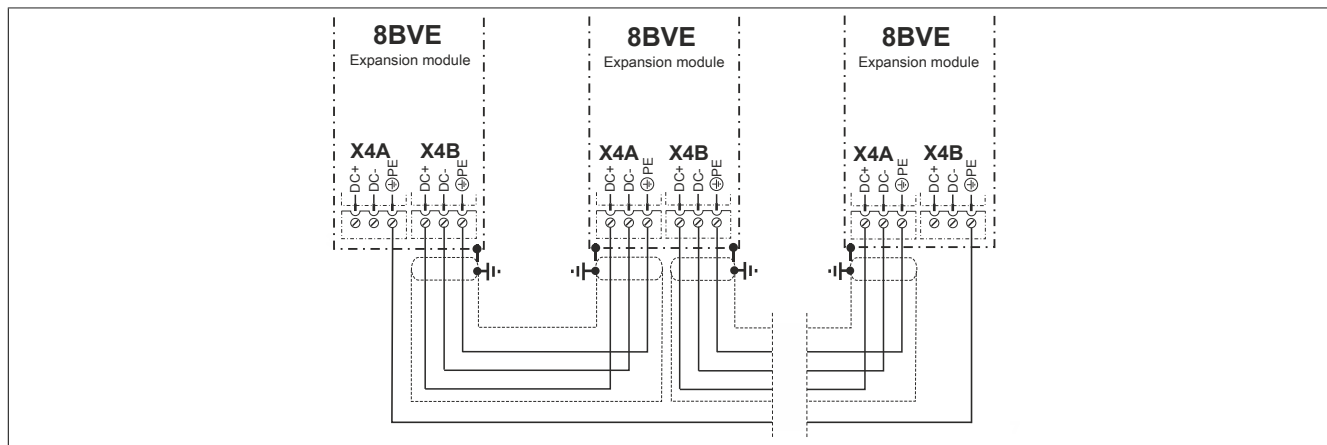 8BVE 8BVE 8BVE
Expansion module Expansion module Expansion module
X4A X4B X4A X4B X4A X4B
DC+ DC- PE DC+ DC- PE DC+ DC- PE DC+ DC- PE DC+ DC- PE DC+ DC- PE